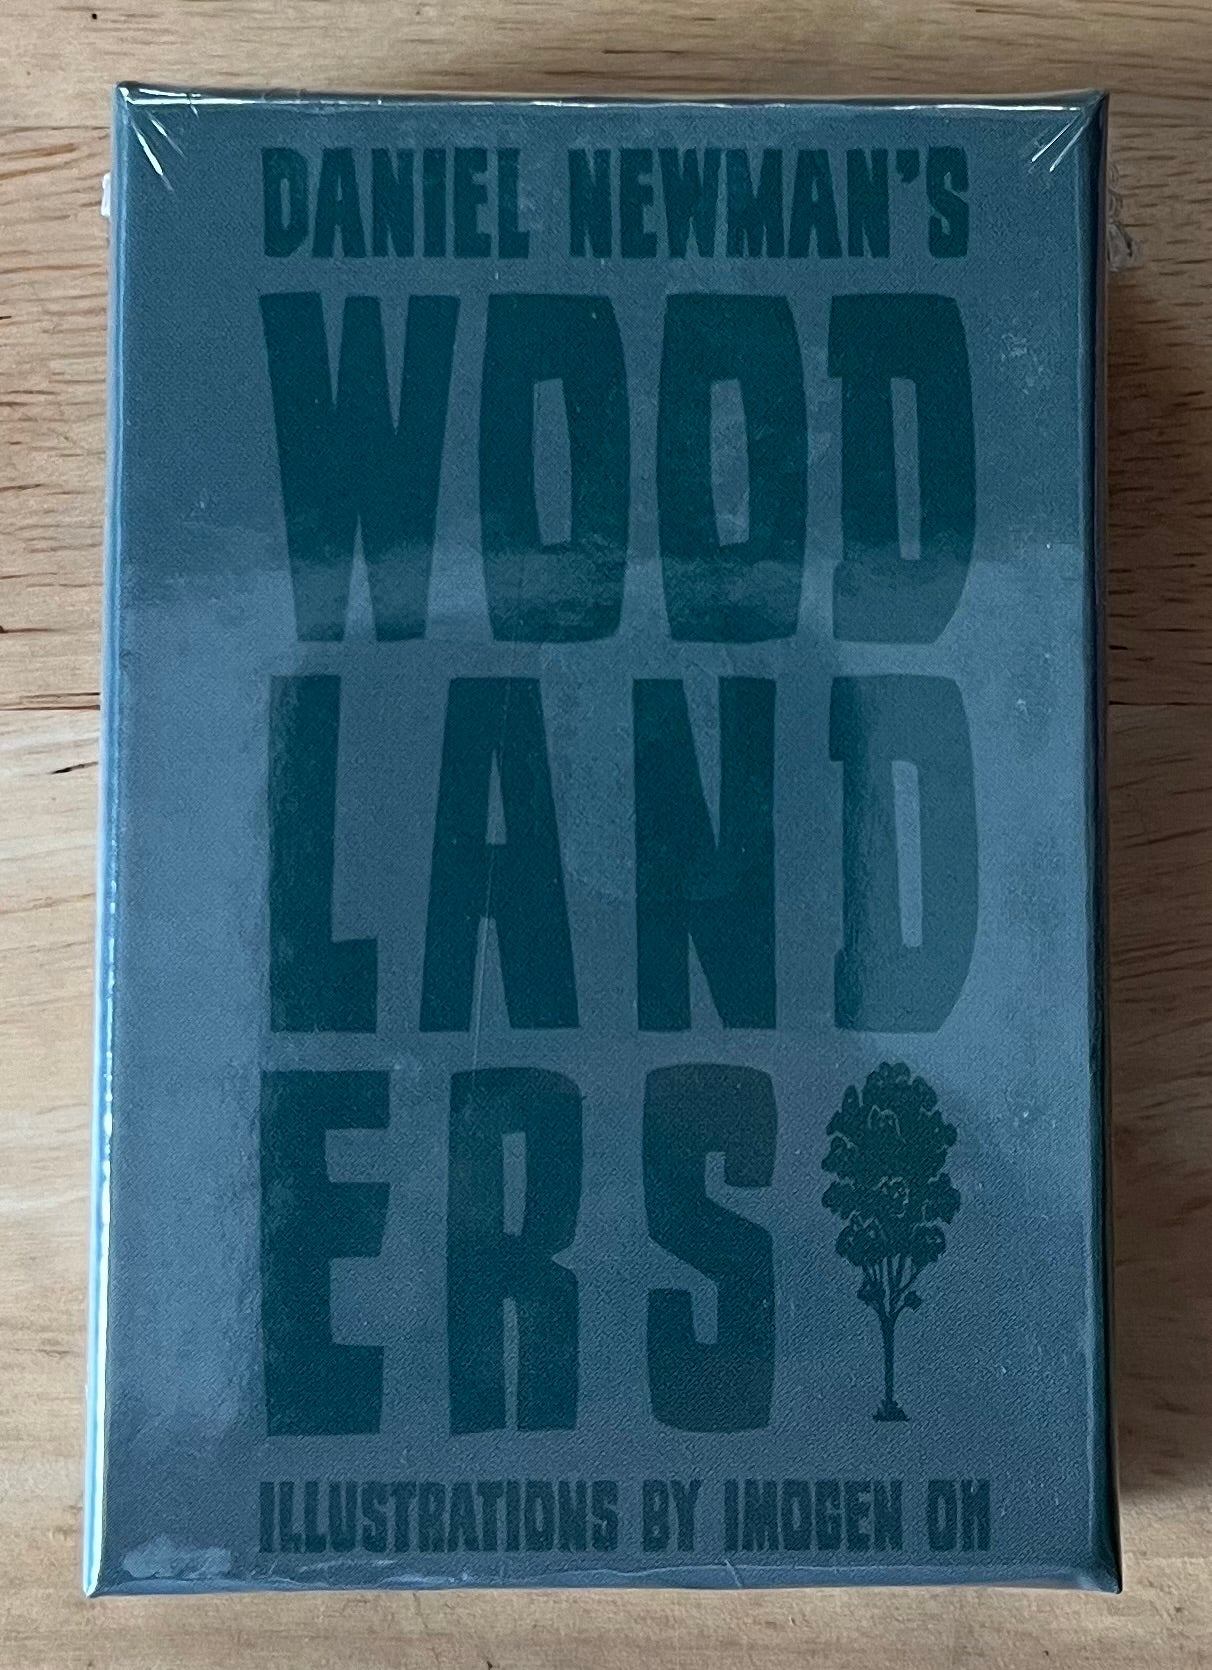 DANIEL NEWMAN'S
WOOD
LAND
ERS
ILLUSTRATIONS BY IMOGEN OH